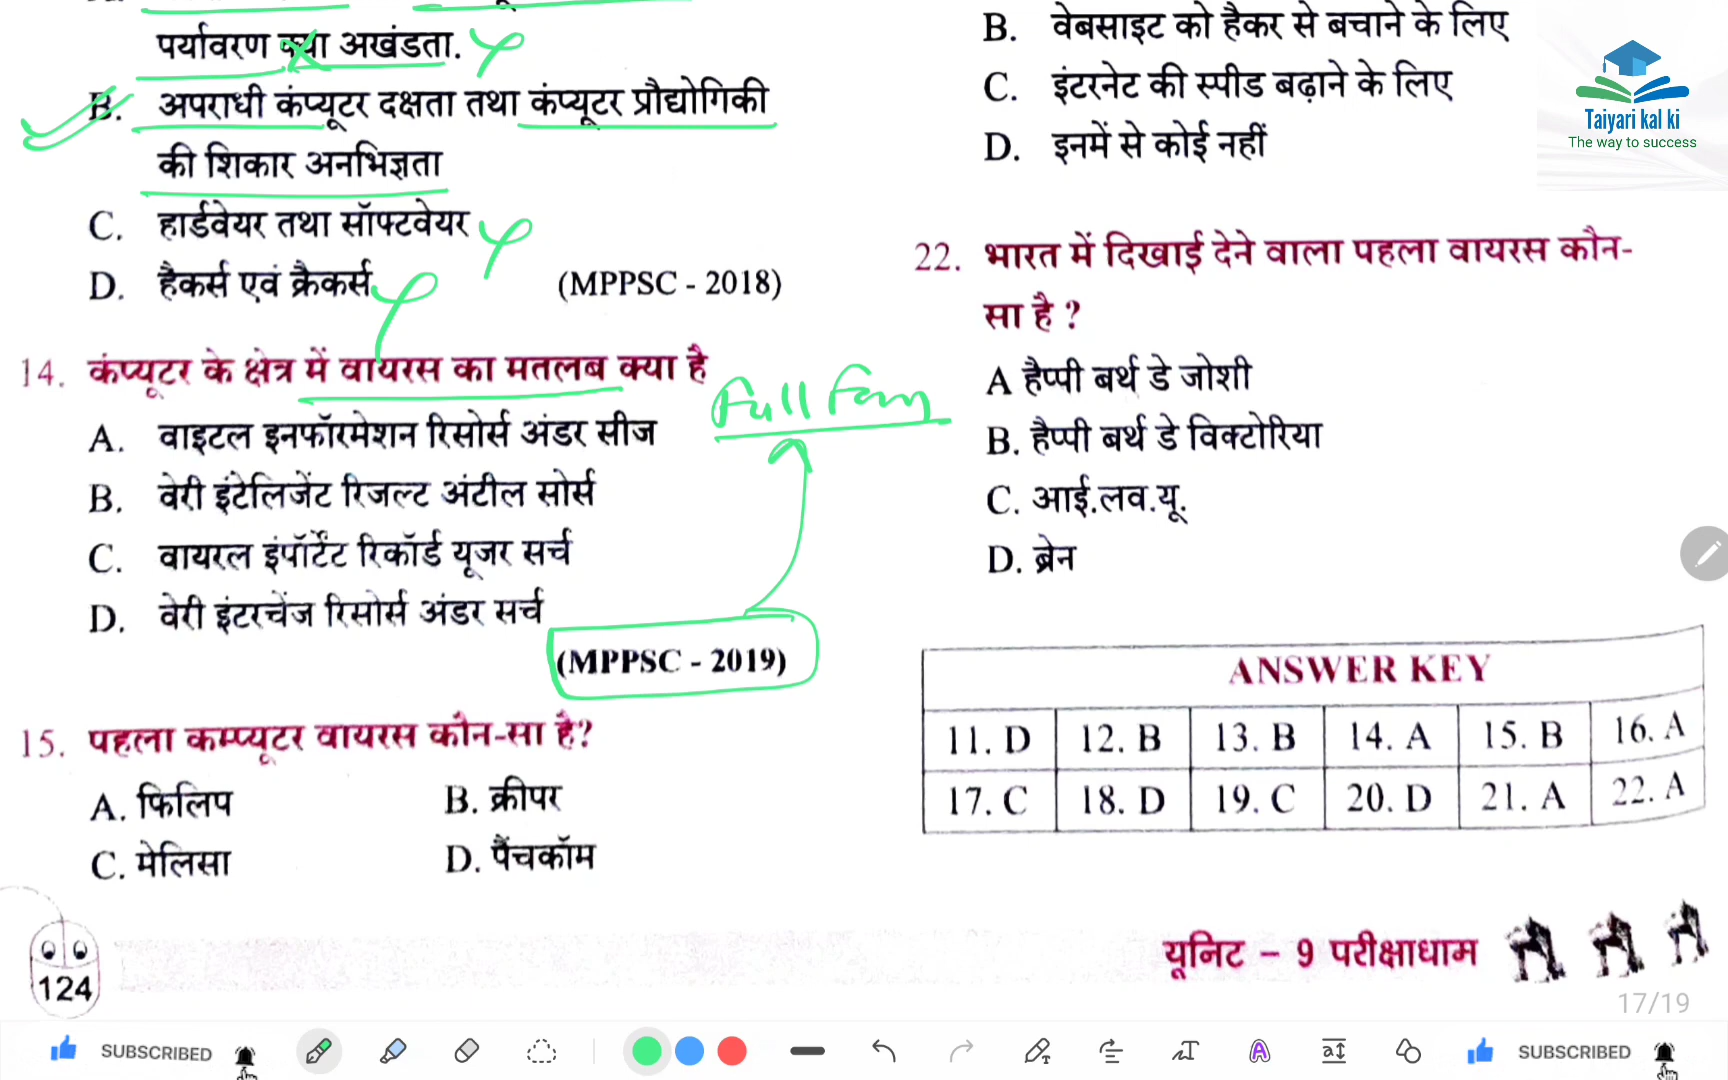 पर्यावरण क्या अखंडता.
B. अपराधी कंप्यूटर दक्षता तथा कंप्यूटर प्रौद्योगिकी
की शिकार अनभिज्ञता
C. हार्डवेयर तथा सॉफ्टवेयर
D. हैकर्स एवं क्रैकर्स (MPPSC - 2018)
14. कंप्यूटर के क्षेत्र में वायरस का मतलब क्या है
Full Form
A. वाइटल इनफॉरमेशन रिसोर्स अंडर सीज
B. वेरी इंटेलिजेंट रिजल्ट अंटील सोर्स
C. वायरल इंपॉर्टेंट रिकॉर्ड यूजर सर्च
D. वेरी इंटरचेंज रिसोर्स अंडर सर्च
(MPPSC - 2019)
15. पहला कम्प्यूटर वायरस कौन-सा है?
A. फिलिप B. क्रीपर
C. मेलिसा D. पैंचकॉम
124
B. वेबसाइट को हैकर से बचाने के लिए
C. इंटरनेट की स्पीड बढ़ाने के लिए
D. इनमें से कोई नहीं
Taiyari kal ki
The way to success
22. भारत में दिखाई देने वाला पहला वायरस कौन-
सा है ?
A हैप्पी बर्थ डे जोशी
B. हैप्पी बर्थ डे विक्टोरिया
C. आई.लव.यू.
D. ब्रेन
ANSWER KEY
11. D 12. B 13. B 14. A 15. B 16. A
17. C 18. D 19. C 20. D 21. A 22. A
यूनिट – 9 परीक्षाधाम
17/19
SUBSCRIBED SUBSCRIBED